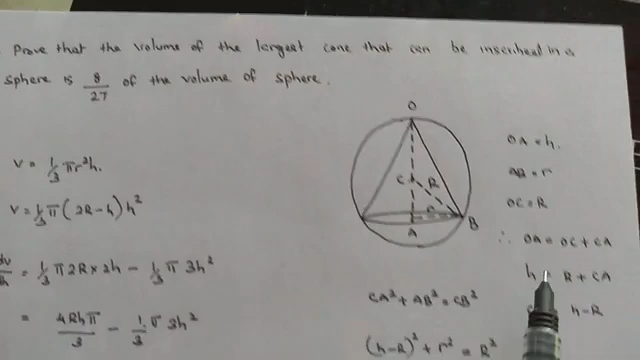 Prove that the volume of the largest cone that can be inscribed in a
sphere is 8/27 of the volume of sphere.
V = 1/3 πr²h.
V = 1/3 π(2R-h)h²
dv/dh = 1/3 π2R×2h - 1/3 π 3h²
= 4Rhπ/3 - 1/3 π 3h²
O
C
R
r
A
B
CA² + AB² = CB²
(h-R)² + r² = R²
OA = h.
AB = r
OC = R
∴ OA = OC + CA
h R + CA
h-R